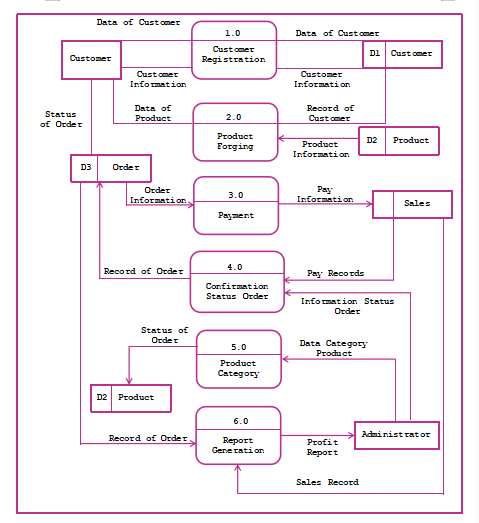 Data of Customer
1.0
Data of Customer
Customer
Registration
Customer
D1 Customer
Customer
Information
Customer
Information
Status
of Order
Data of
Product
2.0
Record of
Customer
Product
Forging
Product
Information
D2 Product
D3 Order
Order
Information
3.0
Payment
Pay
Information
Sales
Record of Order
4.0
Confirmation
Status Order
Pay Records
Information Status
Order
Status of
Order
5.0
Product
Category
Data Category
Product
D2 Product
6.0
Report
Generation
Record of Order
Profit
Report
Administrator
Sales Record